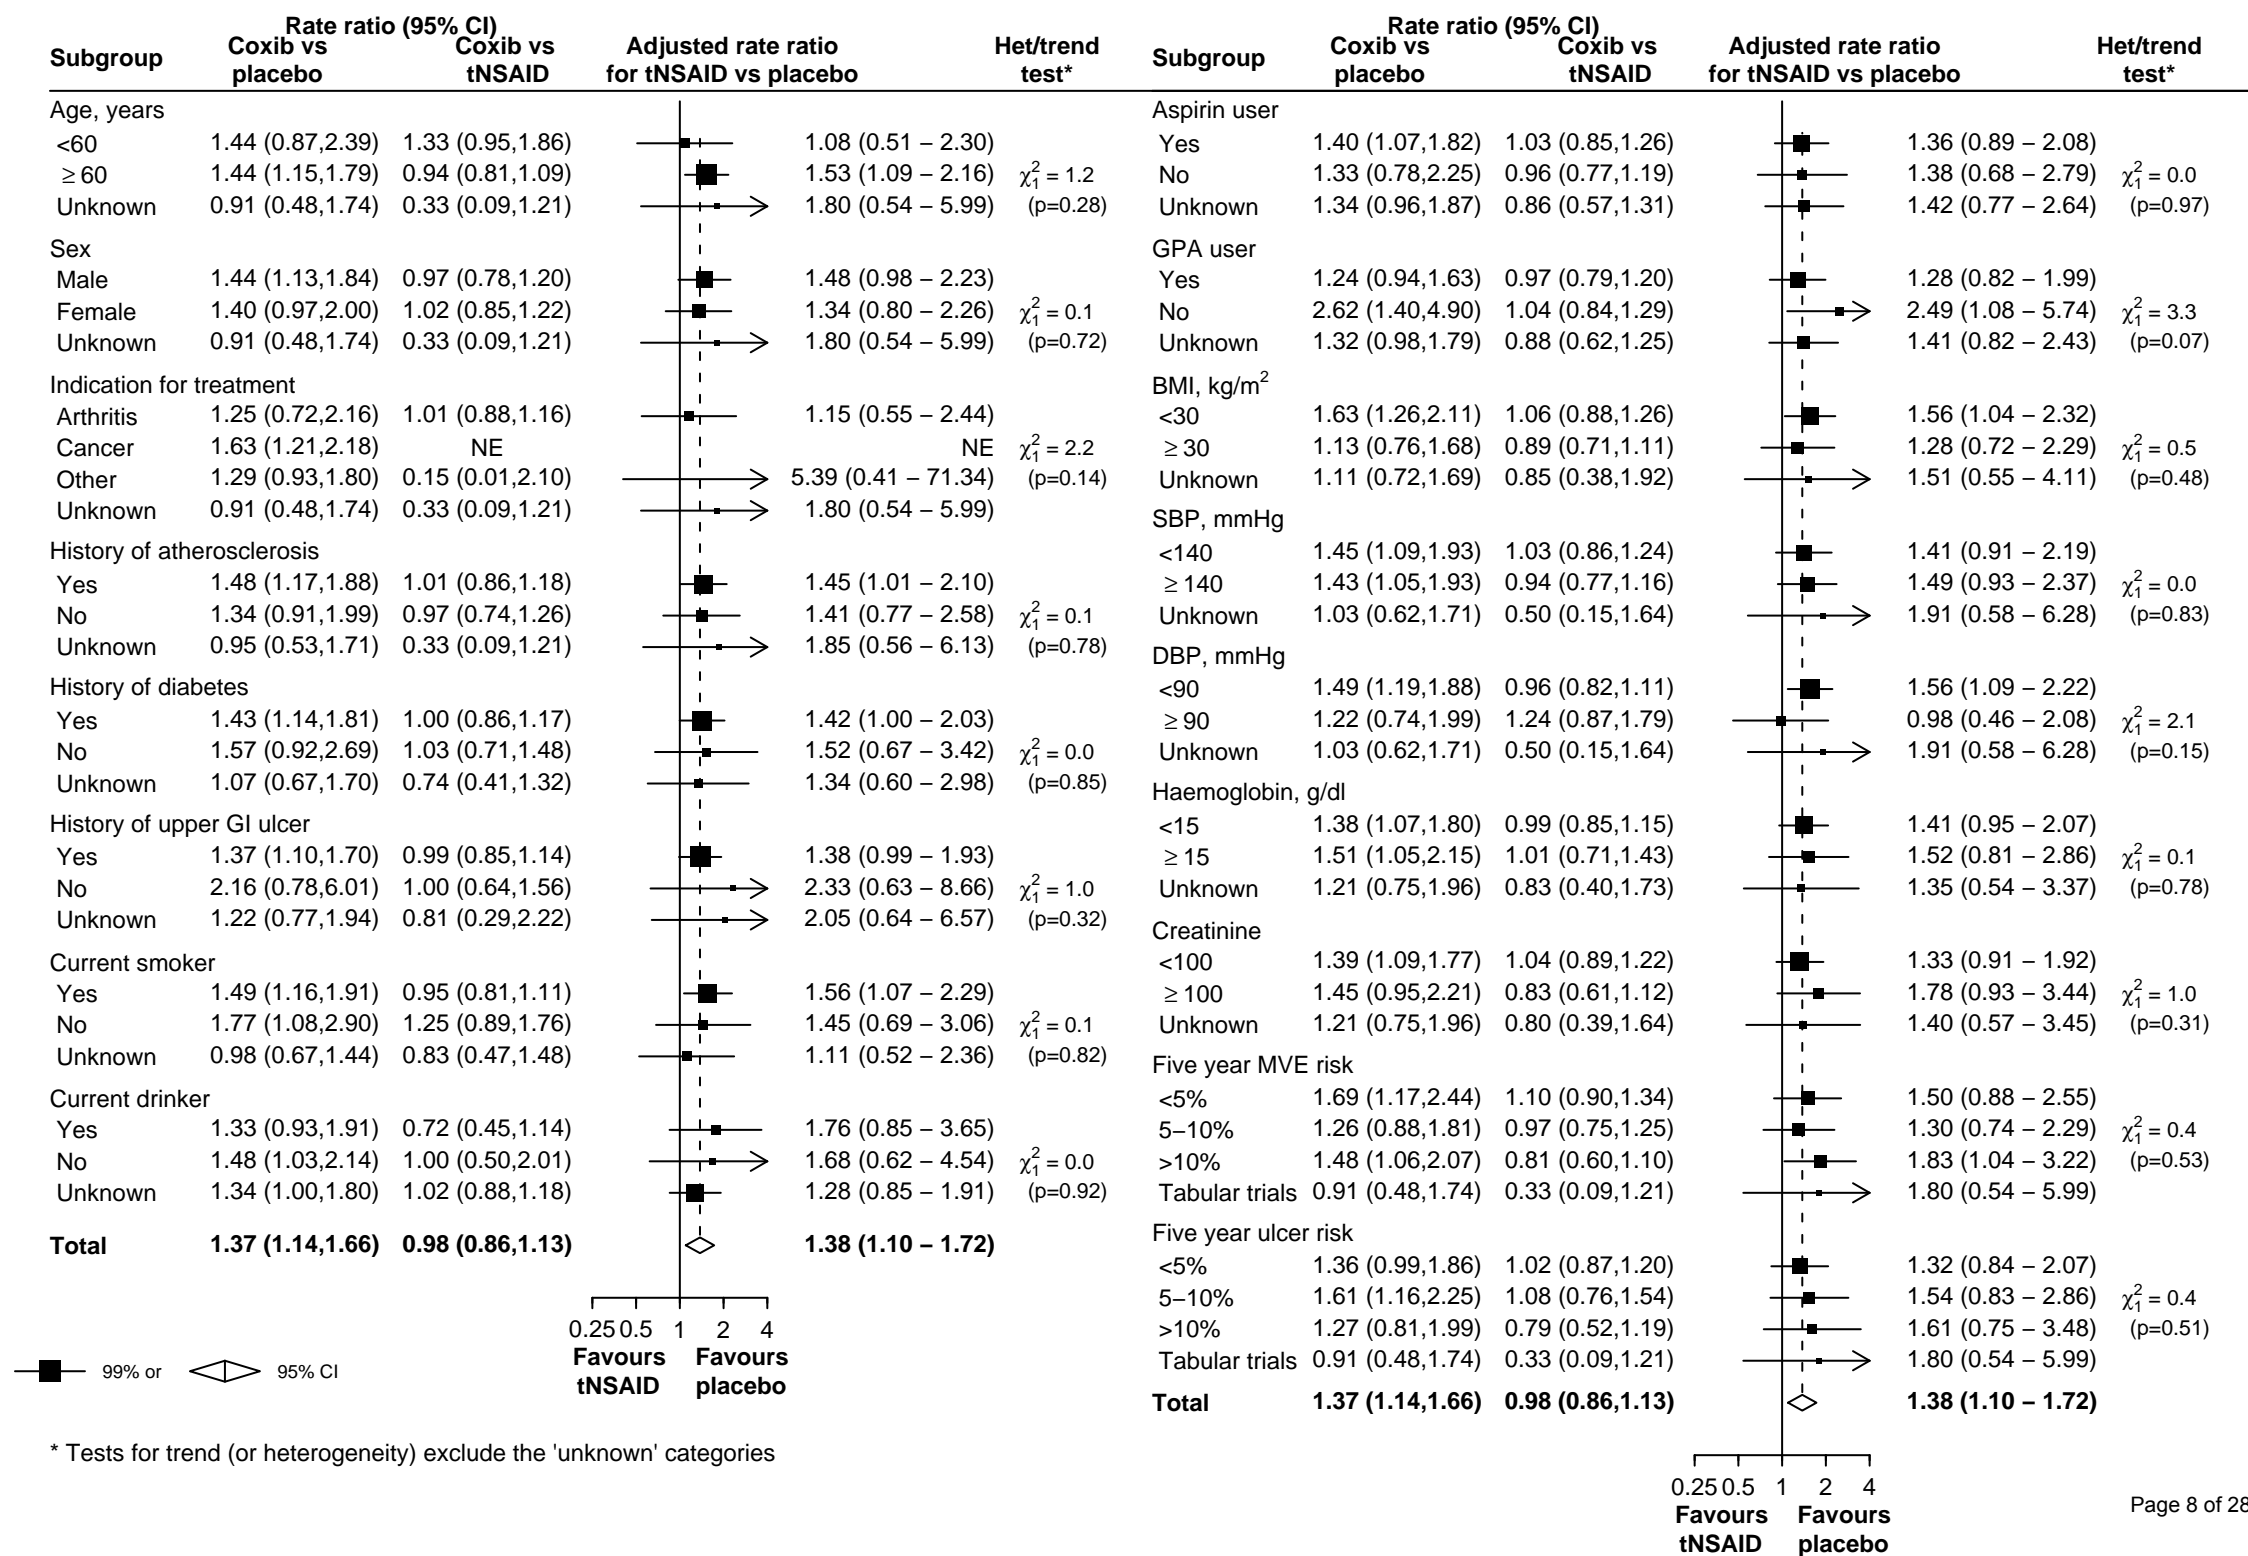 Rate ratio (95% CI)
Subgroup Coxib vs placebo Coxib vs tNSAID Adjusted rate ratio for tNSAID vs placebo Het/trend test*
Age, years
<60 1.44 (0.87,2.39) 1.33 (0.95,1.86) 1.08 (0.51 – 2.30)
≥ 60 1.44 (1.15,1.79) 0.94 (0.81,1.09) 1.53 (1.09 – 2.16) χ²₁ = 1.2
Unknown 0.91 (0.48,1.74) 0.33 (0.09,1.21) 1.80 (0.54 – 5.99) (p=0.28)
Sex
Male 1.44 (1.13,1.84) 0.97 (0.78,1.20) 1.48 (0.98 – 2.23)
Female 1.40 (0.97,2.00) 1.02 (0.85,1.22) 1.34 (0.80 – 2.26) χ²₁ = 0.1
Unknown 0.91 (0.48,1.74) 0.33 (0.09,1.21) 1.80 (0.54 – 5.99) (p=0.72)
Indication for treatment
Arthritis 1.25 (0.72,2.16) 1.01 (0.88,1.16) 1.15 (0.55 – 2.44)
Cancer 1.63 (1.21,2.18) NE NE χ²₁ = 2.2
Other 1.29 (0.93,1.80) 0.15 (0.01,2.10) 5.39 (0.41 – 71.34) (p=0.14)
Unknown 0.91 (0.48,1.74) 0.33 (0.09,1.21) 1.80 (0.54 – 5.99)
History of atherosclerosis
Yes 1.48 (1.17,1.88) 1.01 (0.86,1.18) 1.45 (1.01 – 2.10)
No 1.34 (0.91,1.99) 0.97 (0.74,1.26) 1.41 (0.77 – 2.58) χ²₁ = 0.1
Unknown 0.95 (0.53,1.71) 0.33 (0.09,1.21) 1.85 (0.56 – 6.13) (p=0.78)
History of diabetes
Yes 1.43 (1.14,1.81) 1.00 (0.86,1.17) 1.42 (1.00 – 2.03)
No 1.57 (0.92,2.69) 1.03 (0.71,1.48) 1.52 (0.67 – 3.42) χ²₁ = 0.0
Unknown 1.07 (0.67,1.70) 0.74 (0.41,1.32) 1.34 (0.60 – 2.98) (p=0.85)
History of upper GI ulcer
Yes 1.37 (1.10,1.70) 0.99 (0.85,1.14) 1.38 (0.99 – 1.93)
No 2.16 (0.78,6.01) 1.00 (0.64,1.56) 2.33 (0.63 – 8.66) χ²₁ = 1.0
Unknown 1.22 (0.77,1.94) 0.81 (0.29,2.22) 2.05 (0.64 – 6.57) (p=0.32)
Current smoker
Yes 1.49 (1.16,1.91) 0.95 (0.81,1.11) 1.56 (1.07 – 2.29)
No 1.77 (1.08,2.90) 1.25 (0.89,1.76) 1.45 (0.69 – 3.06) χ²₁ = 0.1
Unknown 0.98 (0.67,1.44) 0.83 (0.47,1.48) 1.11 (0.52 – 2.36) (p=0.82)
Current drinker
Yes 1.33 (0.93,1.91) 0.72 (0.45,1.14) 1.76 (0.85 – 3.65)
No 1.48 (1.03,2.14) 1.00 (0.50,2.01) 1.68 (0.62 – 4.54) χ²₁ = 0.0
Unknown 1.34 (1.00,1.80) 1.02 (0.88,1.18) 1.28 (0.85 – 1.91) (p=0.92)
Total 1.37 (1.14,1.66) 0.98 (0.86,1.13) 1.38 (1.10 – 1.72)
0.25 0.5 1 2 4
Favours tNSAID Favours placebo
99% or 95% CI
* Tests for trend (or heterogeneity) exclude the 'unknown' categories
Rate ratio (95% CI)
Subgroup Coxib vs placebo Coxib vs tNSAID Adjusted rate ratio for tNSAID vs placebo Het/trend test*
Aspirin user
Yes 1.40 (1.07,1.82) 1.03 (0.85,1.26) 1.36 (0.89 – 2.08)
No 1.33 (0.78,2.25) 0.96 (0.77,1.19) 1.38 (0.68 – 2.79) χ²₁ = 0.0
Unknown 1.34 (0.96,1.87) 0.86 (0.57,1.31) 1.42 (0.77 – 2.64) (p=0.97)
GPA user
Yes 1.24 (0.94,1.63) 0.97 (0.79,1.20) 1.28 (0.82 – 1.99)
No 2.62 (1.40,4.90) 1.04 (0.84,1.29) 2.49 (1.08 – 5.74) χ²₁ = 3.3
Unknown 1.32 (0.98,1.79) 0.88 (0.62,1.25) 1.41 (0.82 – 2.43) (p=0.07)
BMI, kg/m²
<30 1.63 (1.26,2.11) 1.06 (0.88,1.26) 1.56 (1.04 – 2.32)
≥ 30 1.13 (0.76,1.68) 0.89 (0.71,1.11) 1.28 (0.72 – 2.29) χ²₁ = 0.5
Unknown 1.11 (0.72,1.69) 0.85 (0.38,1.92) 1.51 (0.55 – 4.11) (p=0.48)
SBP, mmHg
<140 1.45 (1.09,1.93) 1.03 (0.86,1.24) 1.41 (0.91 – 2.19)
≥ 140 1.43 (1.05,1.93) 0.94 (0.77,1.16) 1.49 (0.93 – 2.37) χ²₁ = 0.0
Unknown 1.03 (0.62,1.71) 0.50 (0.15,1.64) 1.91 (0.58 – 6.28) (p=0.83)
DBP, mmHg
<90 1.49 (1.19,1.88) 0.96 (0.82,1.11) 1.56 (1.09 – 2.22)
≥ 90 1.22 (0.74,1.99) 1.24 (0.87,1.79) 0.98 (0.46 – 2.08) χ²₁ = 2.1
Unknown 1.03 (0.62,1.71) 0.50 (0.15,1.64) 1.91 (0.58 – 6.28) (p=0.15)
Haemoglobin, g/dl
<15 1.38 (1.07,1.80) 0.99 (0.85,1.15) 1.41 (0.95 – 2.07)
≥ 15 1.51 (1.05,2.15) 1.01 (0.71,1.43) 1.52 (0.81 – 2.86) χ²₁ = 0.1
Unknown 1.21 (0.75,1.96) 0.83 (0.40,1.73) 1.35 (0.54 – 3.37) (p=0.78)
Creatinine
<100 1.39 (1.09,1.77) 1.04 (0.89,1.22) 1.33 (0.91 – 1.92)
≥ 100 1.45 (0.95,2.21) 0.83 (0.61,1.12) 1.78 (0.93 – 3.44) χ²₁ = 1.0
Unknown 1.21 (0.75,1.96) 0.80 (0.39,1.64) 1.40 (0.57 – 3.45) (p=0.31)
Five year MVE risk
<5% 1.69 (1.17,2.44) 1.10 (0.90,1.34) 1.50 (0.88 – 2.55)
5–10% 1.26 (0.88,1.81) 0.97 (0.75,1.25) 1.30 (0.74 – 2.29) χ²₁ = 0.4
>10% 1.48 (1.06,2.07) 0.81 (0.60,1.10) 1.83 (1.04 – 3.22) (p=0.53)
Tabular trials 0.91 (0.48,1.74) 0.33 (0.09,1.21) 1.80 (0.54 – 5.99)
Five year ulcer risk
<5% 1.36 (0.99,1.86) 1.02 (0.87,1.20) 1.32 (0.84 – 2.07)
5–10% 1.61 (1.16,2.25) 1.08 (0.76,1.54) 1.54 (0.83 – 2.86) χ²₁ = 0.4
>10% 1.27 (0.81,1.99) 0.79 (0.52,1.19) 1.61 (0.75 – 3.48) (p=0.51)
Tabular trials 0.91 (0.48,1.74) 0.33 (0.09,1.21) 1.80 (0.54 – 5.99)
Total 1.37 (1.14,1.66) 0.98 (0.86,1.13) 1.38 (1.10 – 1.72)
0.25 0.5 1 2 4
Favours tNSAID Favours placebo
Page 8 of 28